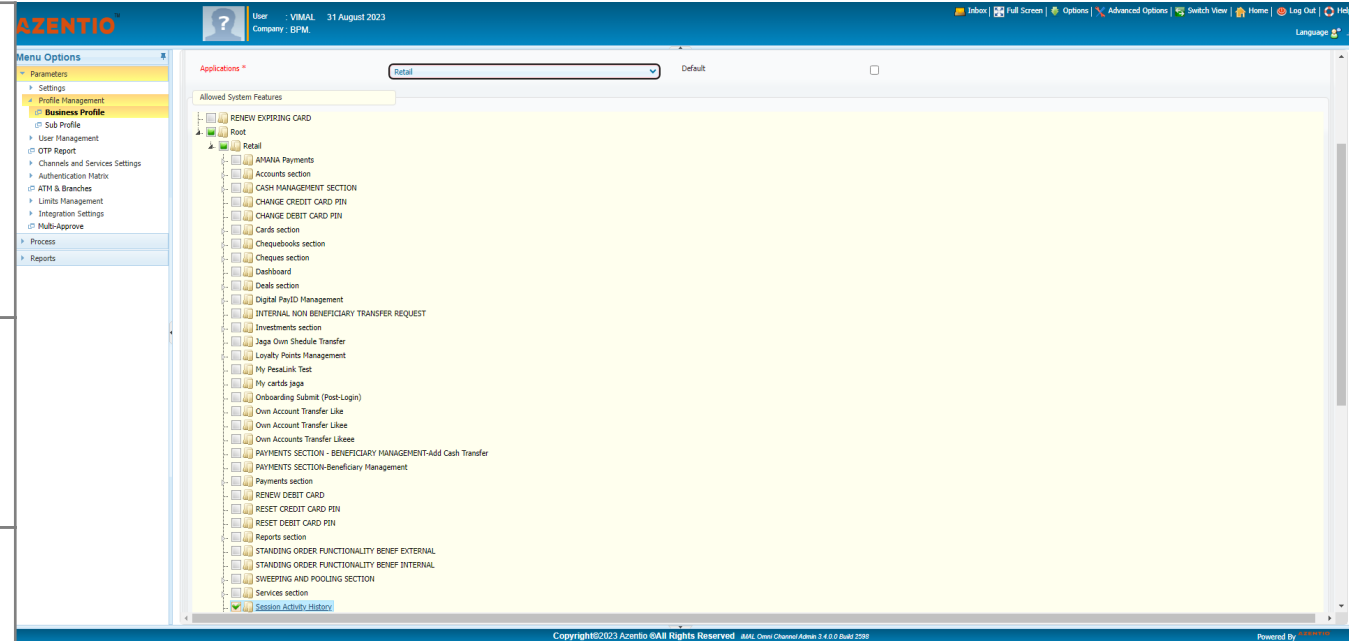 AZENTIO
User : VIMAL 31 August 2023
Company : BPM.
Inbox | Full Screen | Options | Advanced Options | Switch View | Home | Log Out | Help
Language
Menu Options
Parameters
Settings
Profile Management
Business Profile
Sub Profile
User Management
OTP Report
Channels and Services Settings
Authentication Matrix
ATM & Branches
Limits Management
Integration Settings
Multi-Approve
Process
Reports
Applications * Retail Default
Allowed System Features
RENEW EXPIRING CARD
Root
Retail
AMANA Payments
Accounts section
CASH MANAGEMENT SECTION
CHANGE CREDIT CARD PIN
CHANGE DEBIT CARD PIN
Cards section
Chequebooks section
Cheques section
Dashboard
Deals section
Digital PayID Management
INTERNAL NON BENEFICIARY TRANSFER REQUEST
Investments section
Jaga Own Shedule Transfer
Loyalty Points Management
My PesaLink Test
My cartds jaga
Onboarding Submit (Post-Login)
Own Account Transfer Like
Own Account Transfer Likee
Own Accounts Transfer Likeee
PAYMENTS SECTION - BENEFICIARY MANAGEMENT-Add Cash Transfer
PAYMENTS SECTION-Beneficiary Management
Payments section
RENEW DEBIT CARD
RESET CREDIT CARD PIN
RESET DEBIT CARD PIN
Reports section
STANDING ORDER FUNCTIONALITY BENEF EXTERNAL
STANDING ORDER FUNCTIONALITY BENEF INTERNAL
SWEEPING AND POOLING SECTION
Services section
Session Activity History
Copyright©2023 Azentio ®All Rights Reserved iMAL Omni Channel Admin 3.4.0.0 Build 2598
Powered By AZENTIO